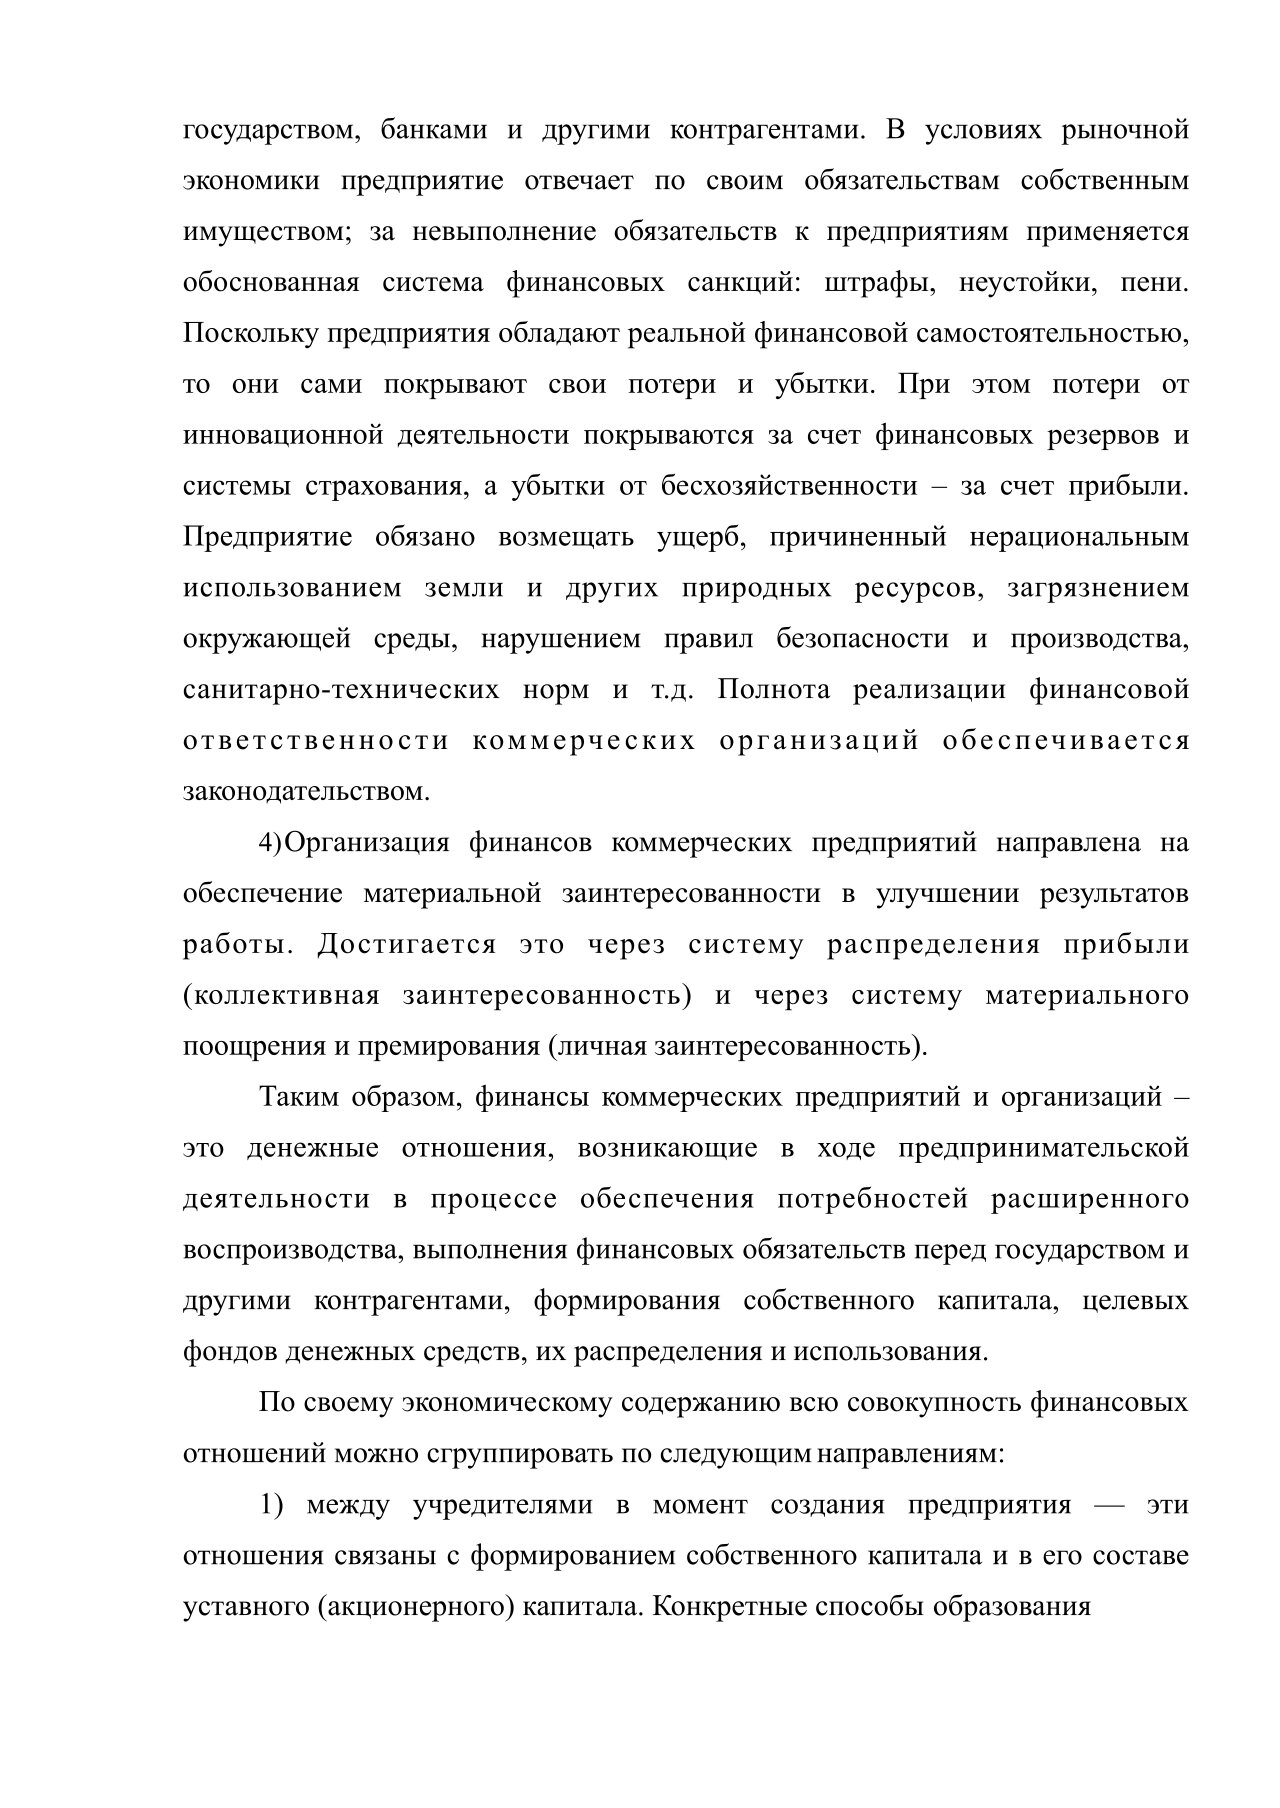 государством, банками и другими контрагентами. В условиях рыночной
экономики предприятие отвечает по своим обязательствам собственным
имуществом; за невыполнение обязательств к предприятиям применяется
обоснованная система финансовых санкций: штрафы, неустойки, пени.
Поскольку предприятия обладают реальной финансовой самостоятельностью,
то они сами покрывают свои потери и убытки. При этом потери от
инновационной деятельности покрываются за счет финансовых резервов и
системы страхования, а убытки от бесхозяйственности – за счет прибыли.
Предприятие обязано возмещать ущерб, причиненный нерациональным
использованием земли и других природных ресурсов, загрязнением
окружающей среды, нарушением правил безопасности и производства,
санитарно-технических норм и т.д. Полнота реализации финансовой
ответственности коммерческих организаций обеспечивается
законодательством.
4)Организация финансов коммерческих предприятий направлена на
обеспечение материальной заинтересованности в улучшении результатов
работы. Достигается это через систему распределения прибыли
(коллективная заинтересованность) и через систему материального
поощрения и премирования (личная заинтересованность).
Таким образом, финансы коммерческих предприятий и организаций –
это денежные отношения, возникающие в ходе предпринимательской
деятельности в процессе обеспечения потребностей расширенного
воспроизводства, выполнения финансовых обязательств перед государством и
другими контрагентами, формирования собственного капитала, целевых
фондов денежных средств, их распределения и использования.
По своему экономическому содержанию всю совокупность финансовых
отношений можно сгруппировать по следующим направлениям:
1) между учредителями в момент создания предприятия — эти
отношения связаны с формированием собственного капитала и в его составе
уставного (акционерного) капитала. Конкретные способы образования